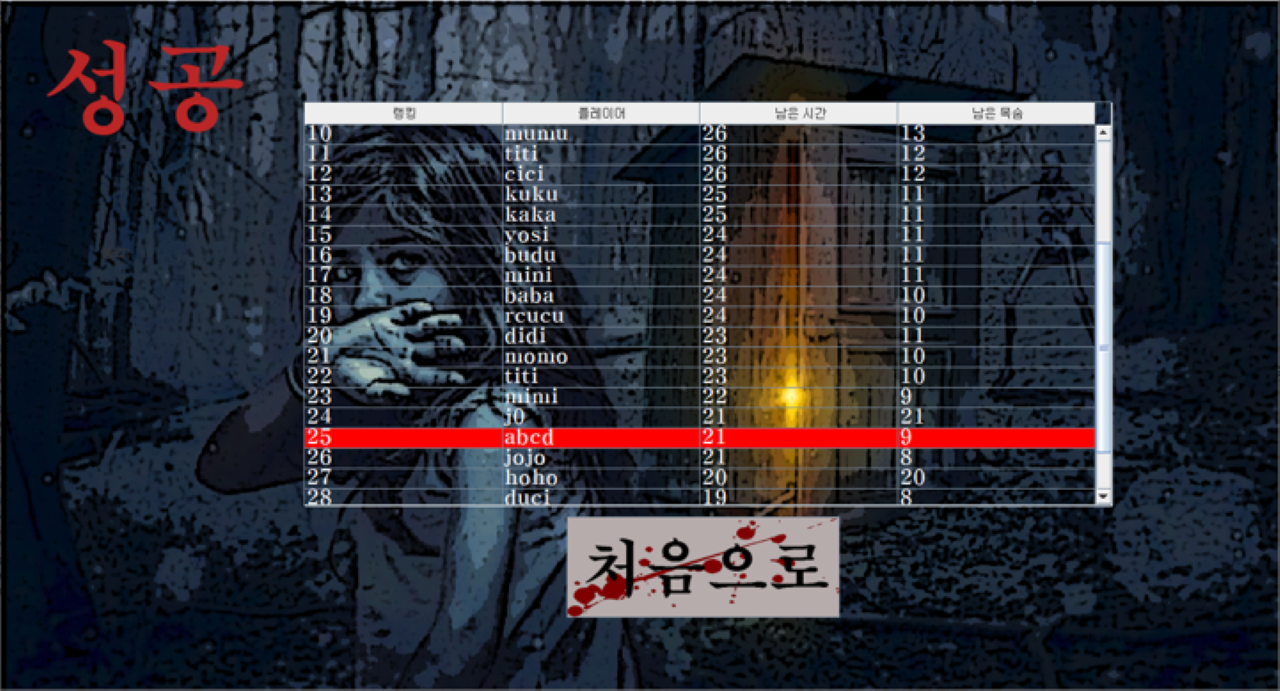 성공
랭킹 플레이어 남은 시간 남은 목숨
10 mumu 26 13
11 titi 26 12
12 cici 26 12
13 kuku 25 11
14 kaka 25 11
15 yosi 24 11
16 budu 24 11
17 mini 24 11
18 baba 24 10
19 rcucu 24 10
20 didi 23 11
21 momo 23 10
22 titi 23 10
23 mimi 22 9
24 j0 21 21
25 abcd 21 9
26 jojo 21 8
27 hoho 20 20
28 duci 19 8
처음으로